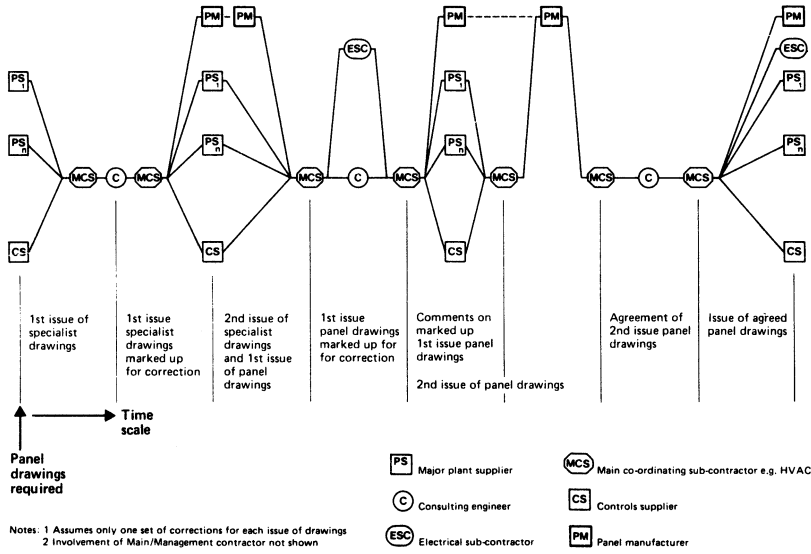 PM
PM
PM
PM
PM
ESC
ESC
PS1
PS1
PS1
PS1
PSn
PSn
PSn
PSn
MCS
C
MCS
MCS
C
MCS
MCS
MCS
C
MCS
CS
CS
CS
CS
1st issue of
specialist
drawings
1st issue
specialist
drawings
marked up
for correction
2nd issue of
specialist
drawings
and 1st issue
of panel
drawings
1st issue
panel drawings
marked up for
for correction
Comments on
marked up
1st issue panel
drawings
2nd issue of panel drawings
Agreement of
2nd issue panel
drawings
Issue of agreed
panel drawings
Time
scale
Panel
drawings
required
PS Major plant supplier
MCS Main co-ordinating sub-contractor e.g. HVAC
C Consulting engineer
CS Controls supplier
ESC Electrical sub-contractor
PM Panel manufacturer
Notes: 1 Assumes only one set of corrections for each issue of drawings
2 Involvement of Main/Management contractor not shown